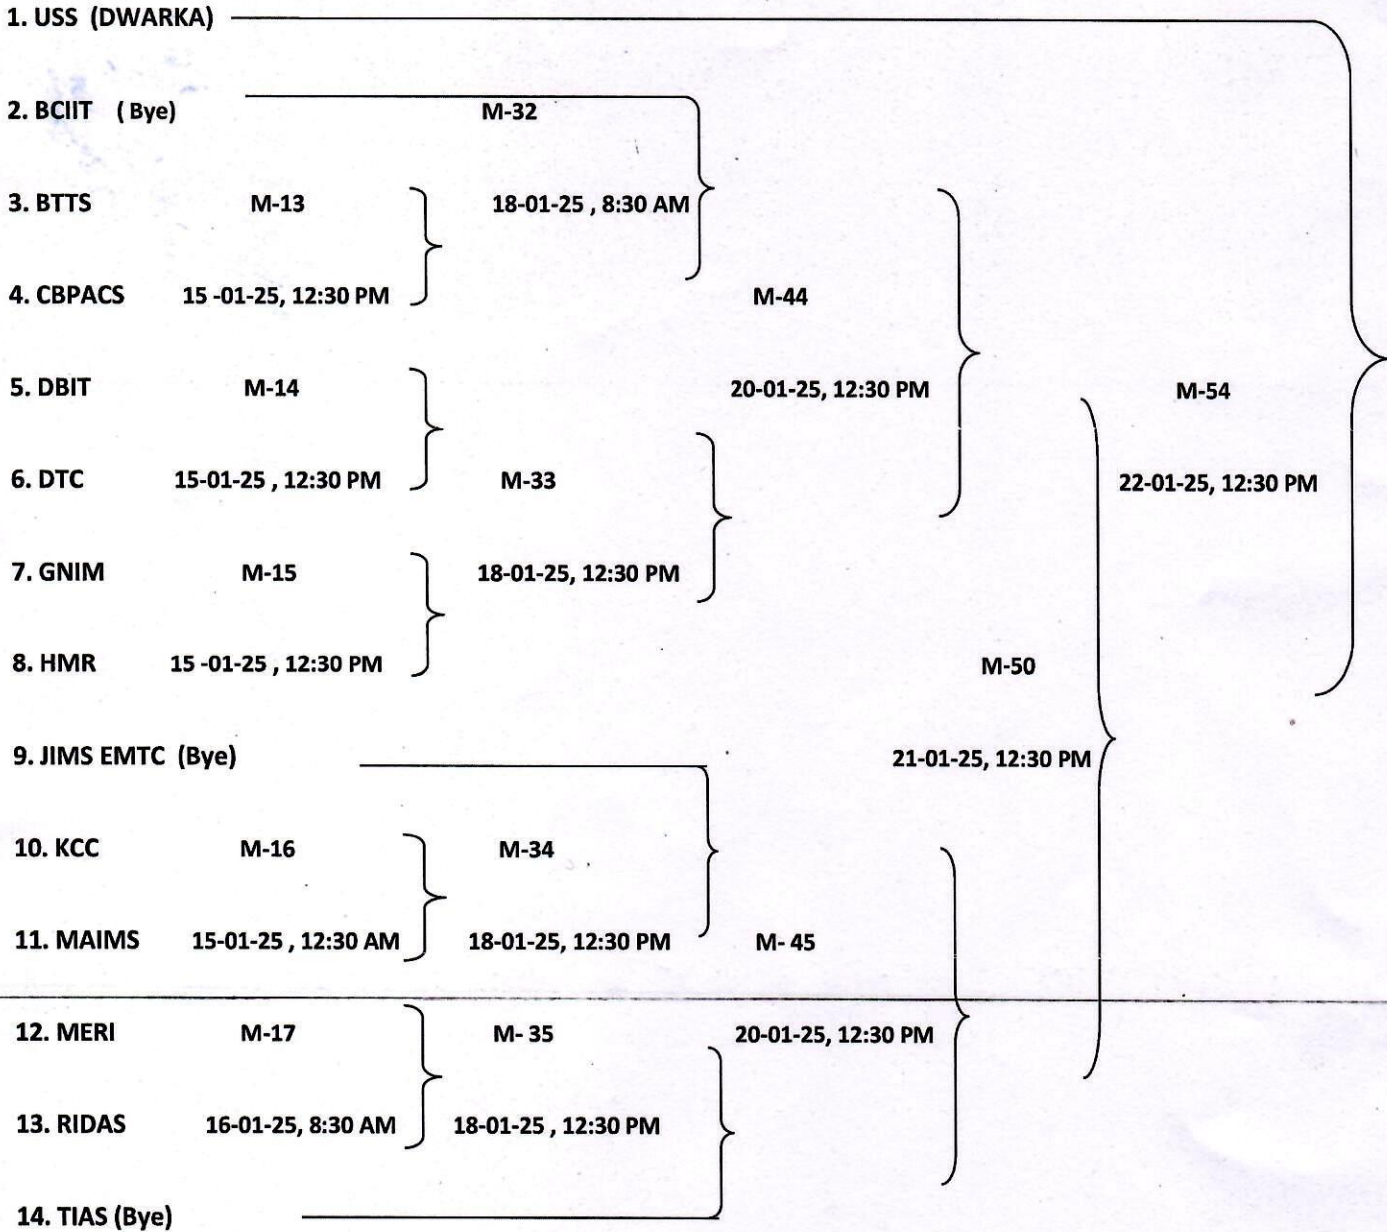 1. USS (DWARKA)
2. BCIIT ( Bye) M-32
3. BTTS M-13 18-01-25 , 8:30 AM
4. CBPACS 15 -01-25, 12:30 PM M-44
5. DBIT M-14 20-01-25, 12:30 PM M-54
6. DTC 15-01-25 , 12:30 PM M-33 22-01-25, 12:30 PM
7. GNIM M-15 18-01-25, 12:30 PM
8. HMR 15 -01-25 , 12:30 PM M-50
9. JIMS EMTC (Bye) 21-01-25, 12:30 PM
10. KCC M-16 M-34
11. MAIMS 15-01-25 , 12:30 AM 18-01-25, 12:30 PM M- 45
12. MERI M-17 M- 35 20-01-25, 12:30 PM
13. RIDAS 16-01-25, 8:30 AM 18-01-25 , 12:30 PM
14. TIAS (Bye)